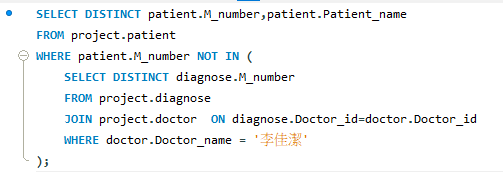 SELECT DISTINCT patient.M_number,patient.Patient_name
FROM project.patient
WHERE patient.M_number NOT IN (
SELECT DISTINCT diagnose.M_number
FROM project.diagnose
JOIN project.doctor  ON diagnose.Doctor_id=doctor.Doctor_id
WHERE doctor.Doctor_name = '李佳潔'
);